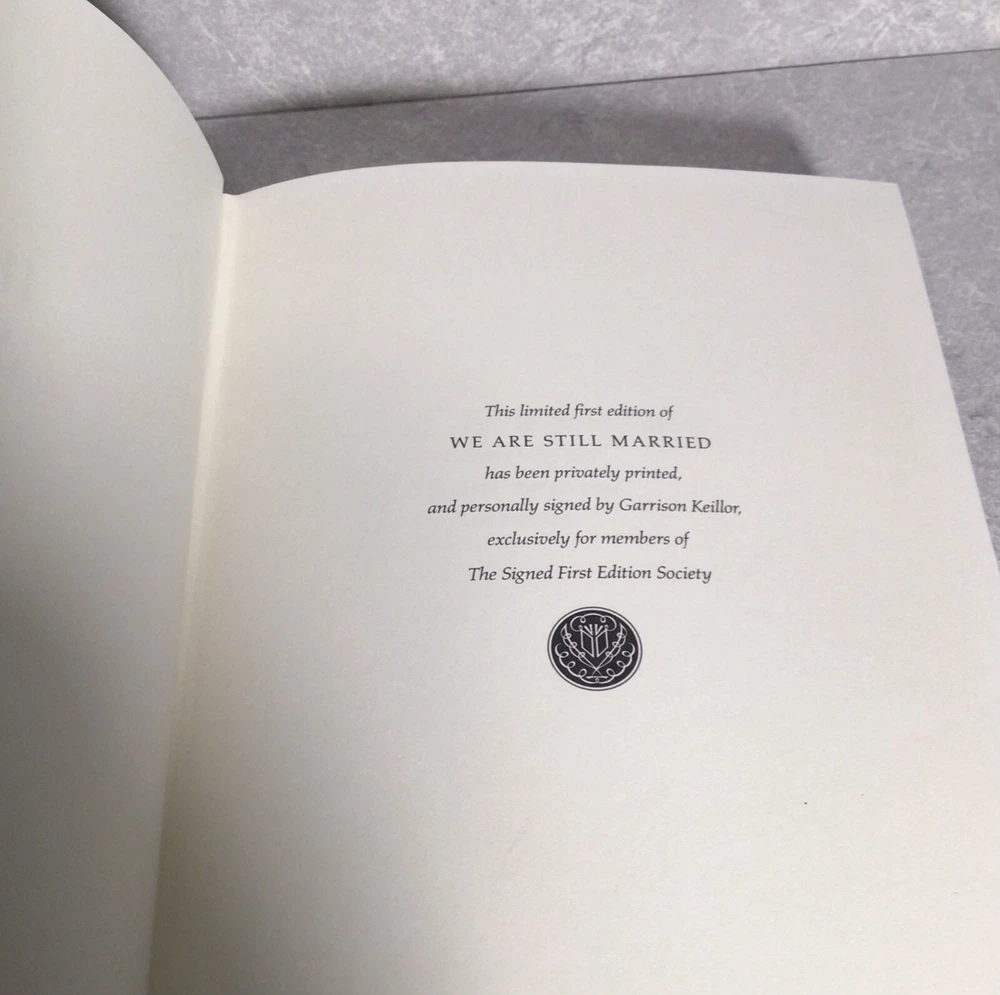 This limited first edition of
WE ARE STILL MARRIED
has been privately printed,
and personally signed by Garrison Keillor,
exclusively for members of
The Signed First Edition Society